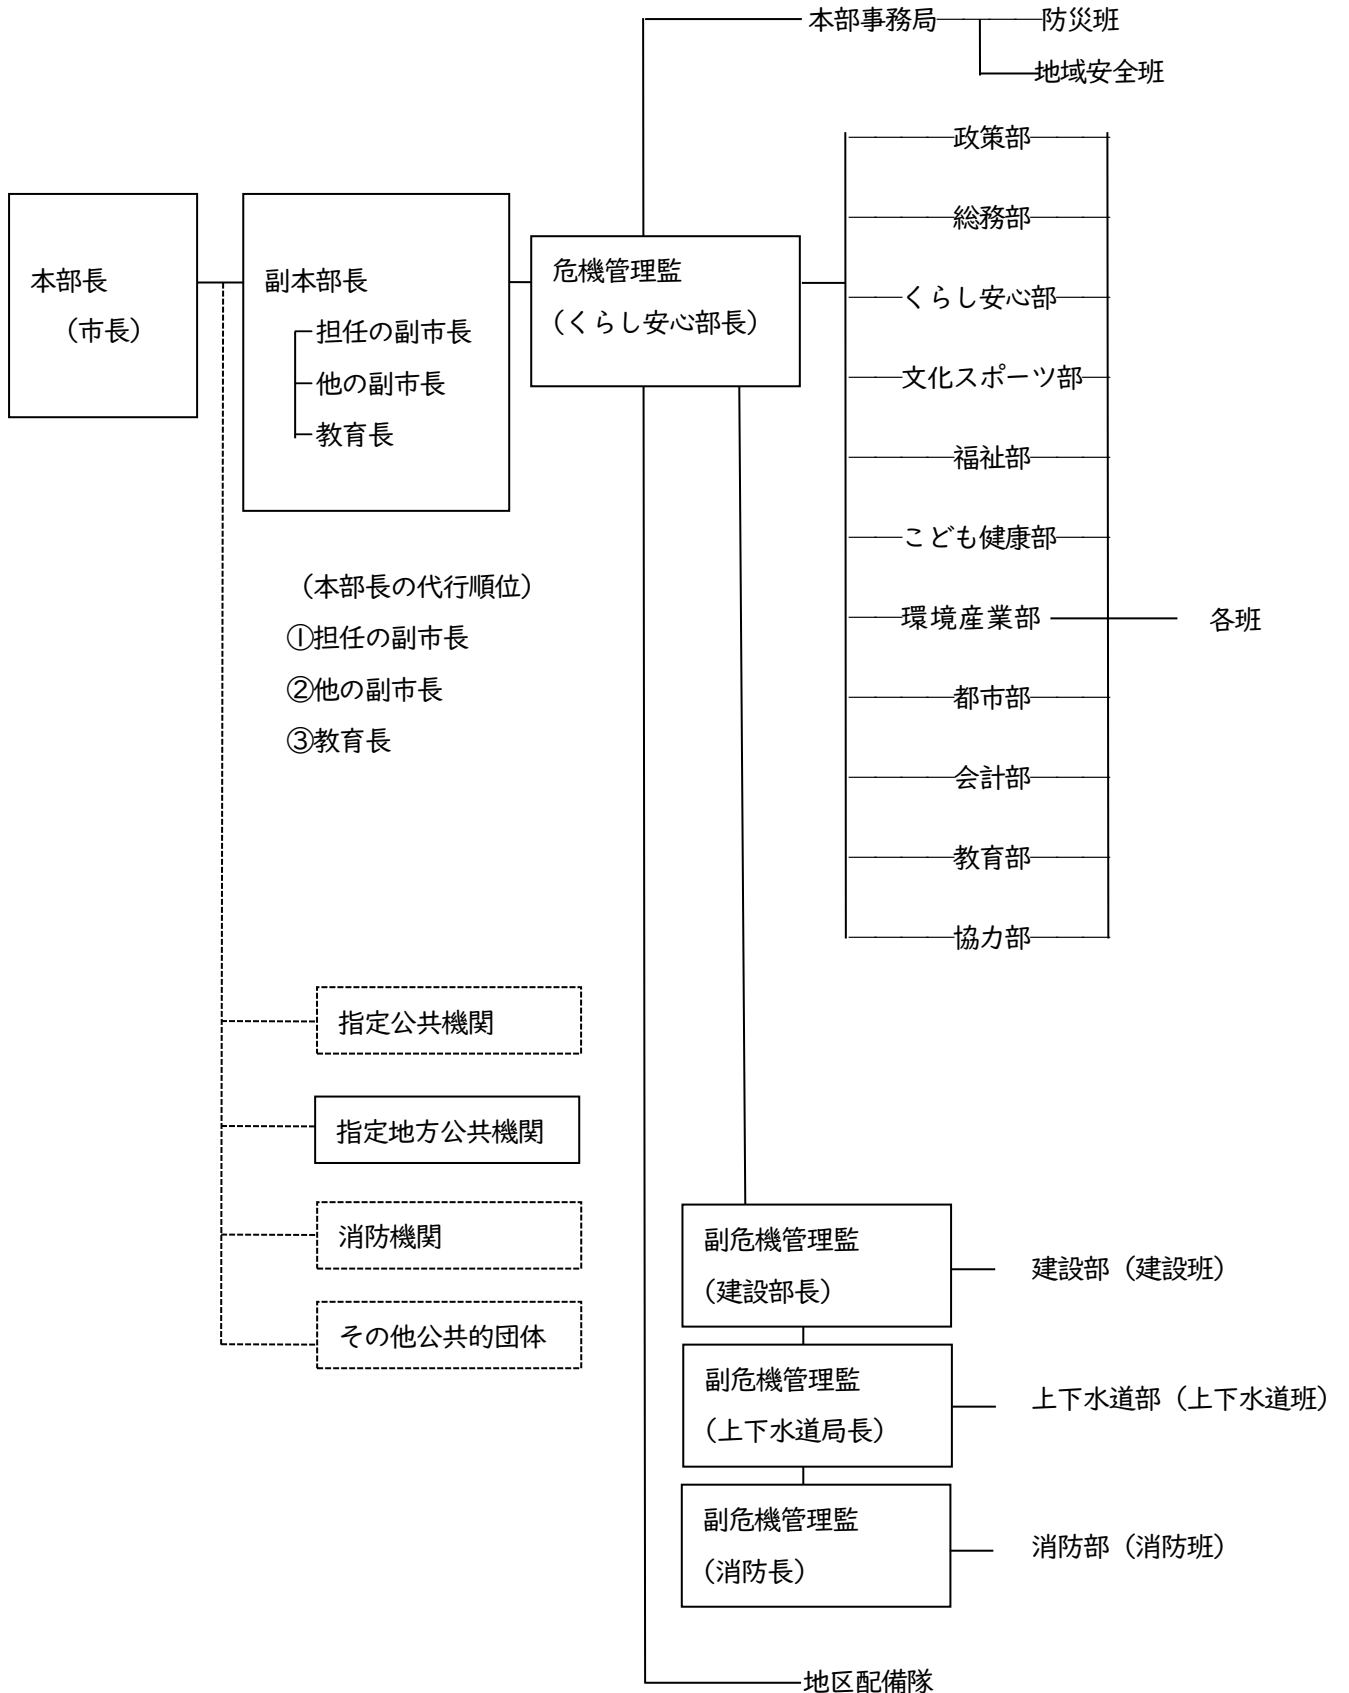 本部事務局 防災班
地域安全班
政策部
総務部
くらし安心部
文化スポーツ部
福祉部
こども健康部
環境産業部 各班
都市部
会計部
教育部
協力部
本部長
（市長）
副本部長
担任の副市長
他の副市長
教育長
危機管理監
（くらし安心部長）
（本部長の代行順位）
①担任の副市長
②他の副市長
③教育長
指定公共機関
指定地方公共機関
消防機関
その他公共的団体
副危機管理監
（建設部長）
建設部（建設班）
副危機管理監
（上下水道局長）
上下水道部（上下水道班）
副危機管理監
（消防長）
消防部（消防班）
地区配備隊